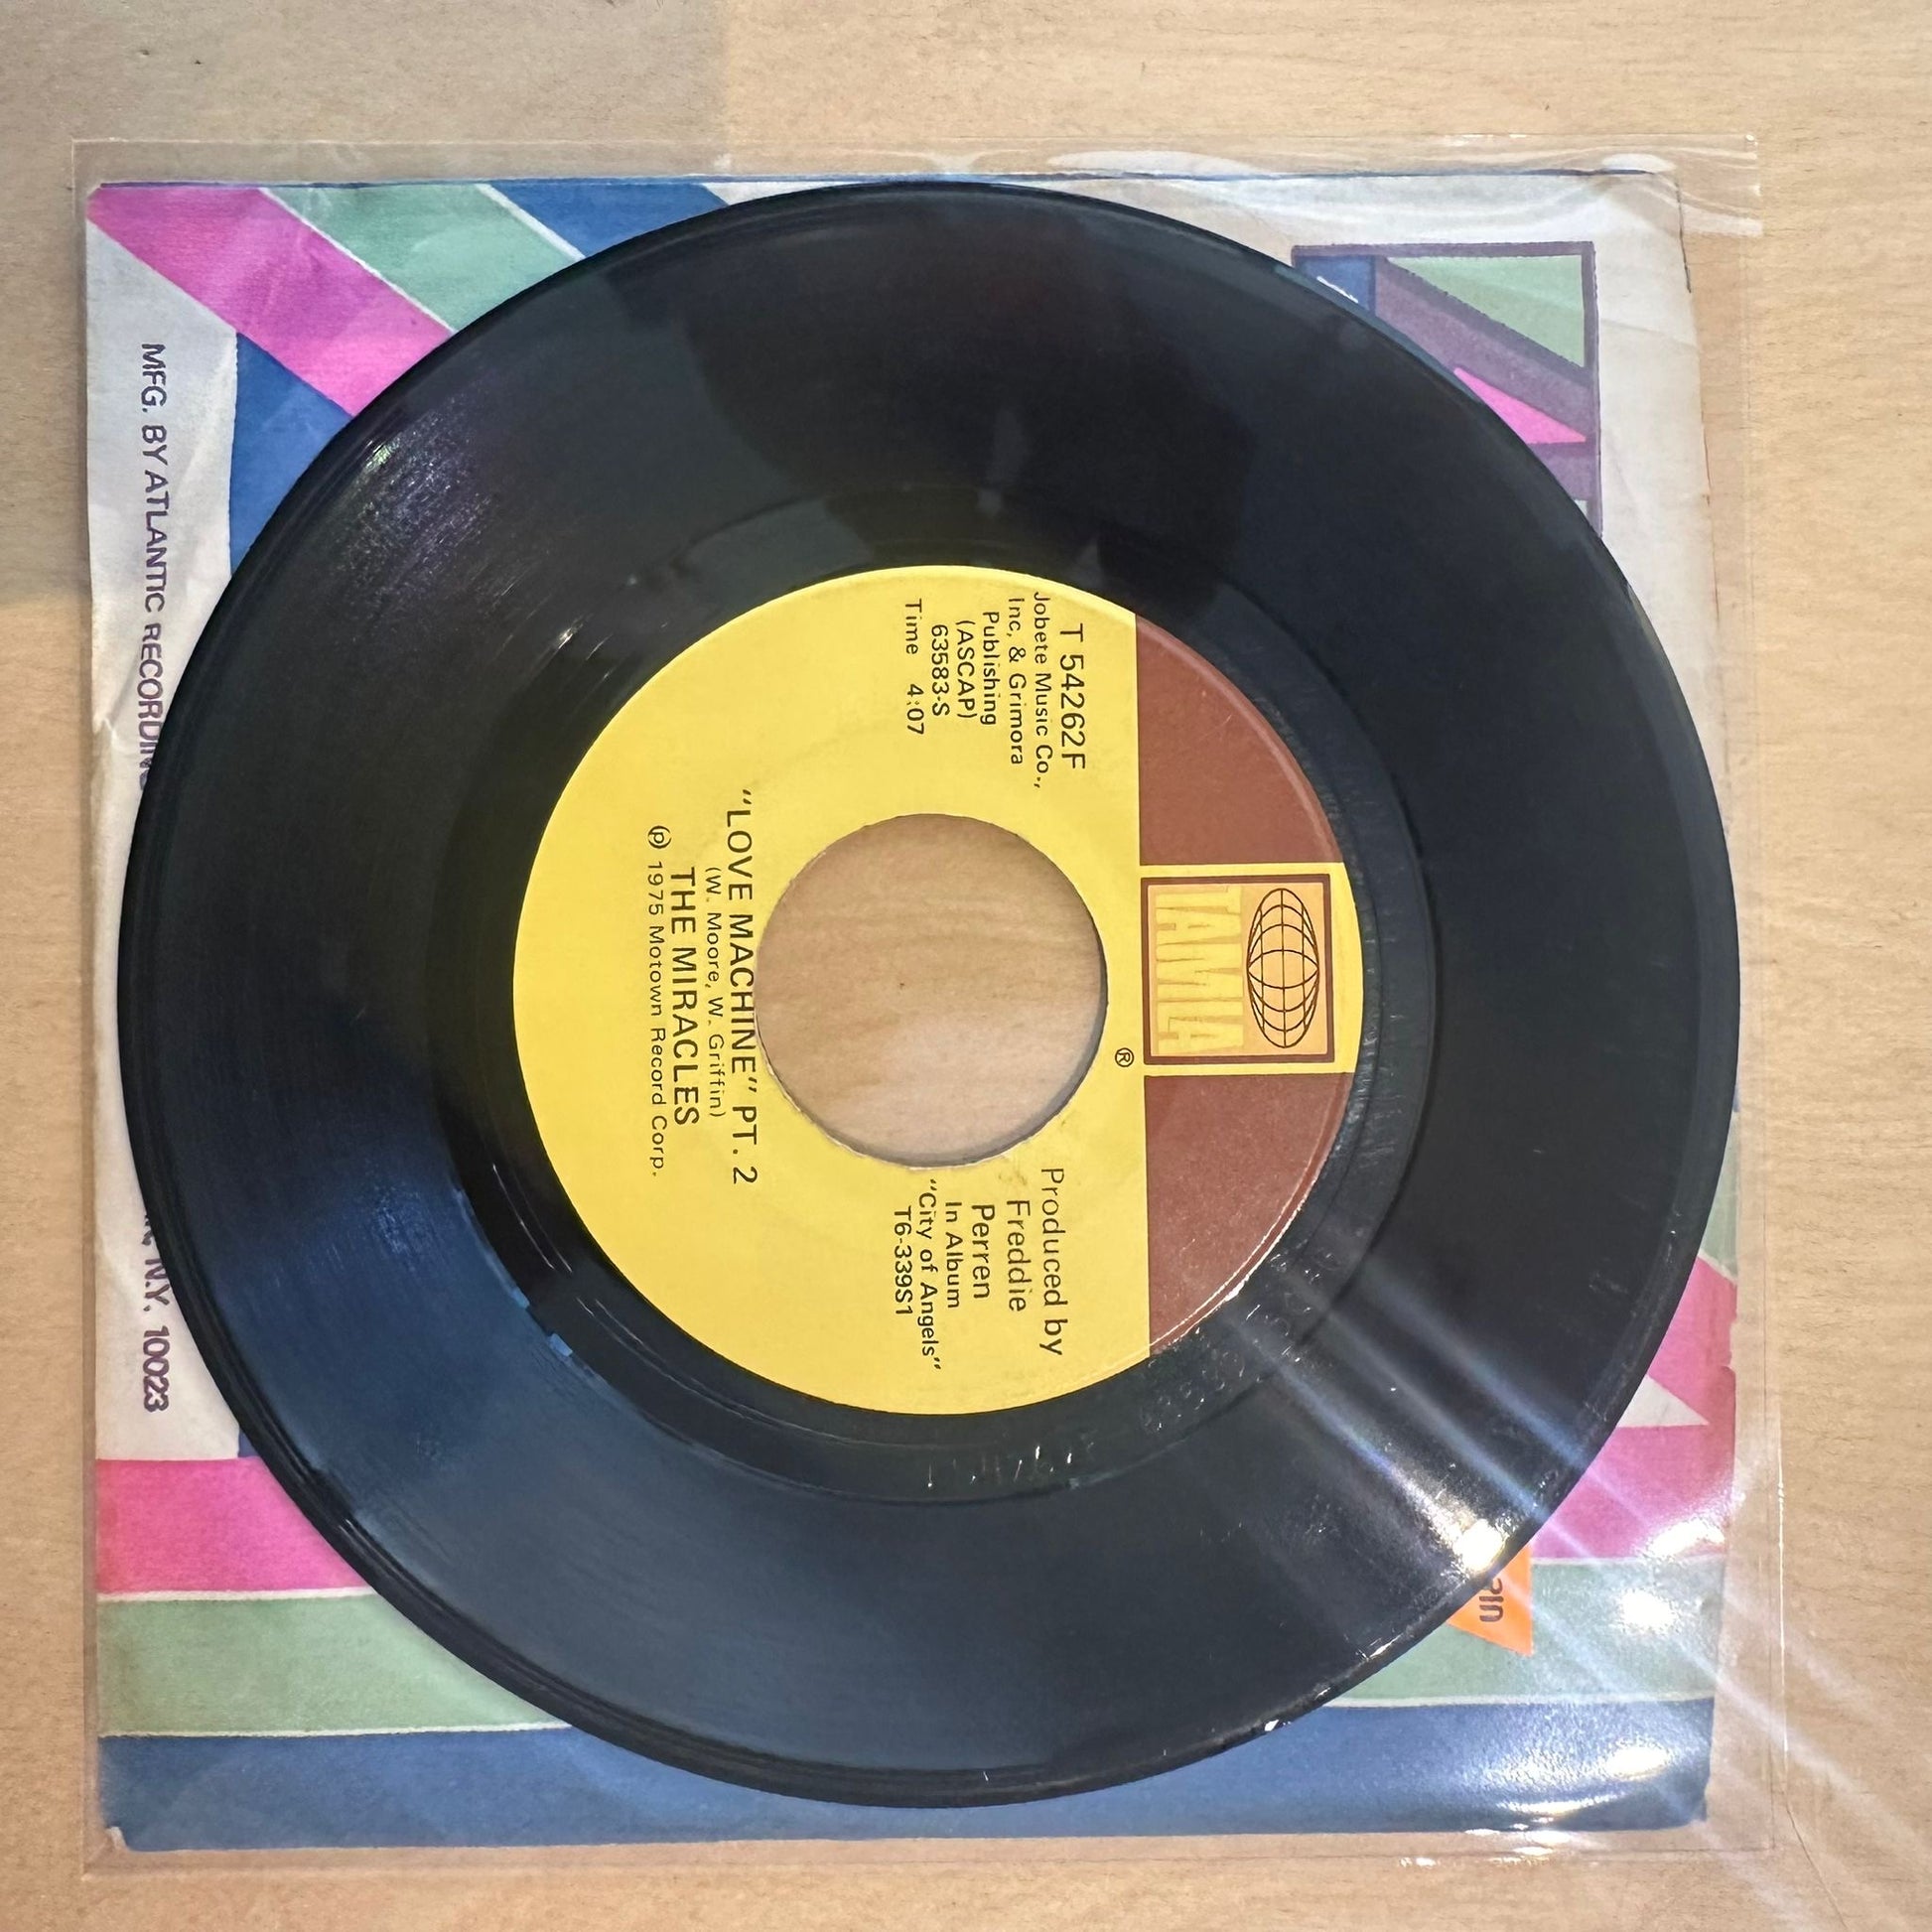 TAMLA
®
T 54262F
Jobete Music Co.,
Inc, & Grimora
Publishing
(ASCAP)
63583-S
Time 4:07
Produced by
Freddie
Perren
In Album
"City of Angels"
T6-339S1
"LOVE MACHINE" PT. 2
(W. Moore, W. Griffin)
THE MIRACLES
℗ 1975 Motown Record Corp.
MFG. BY ATLANTIC RECORDING
N.Y. 10023